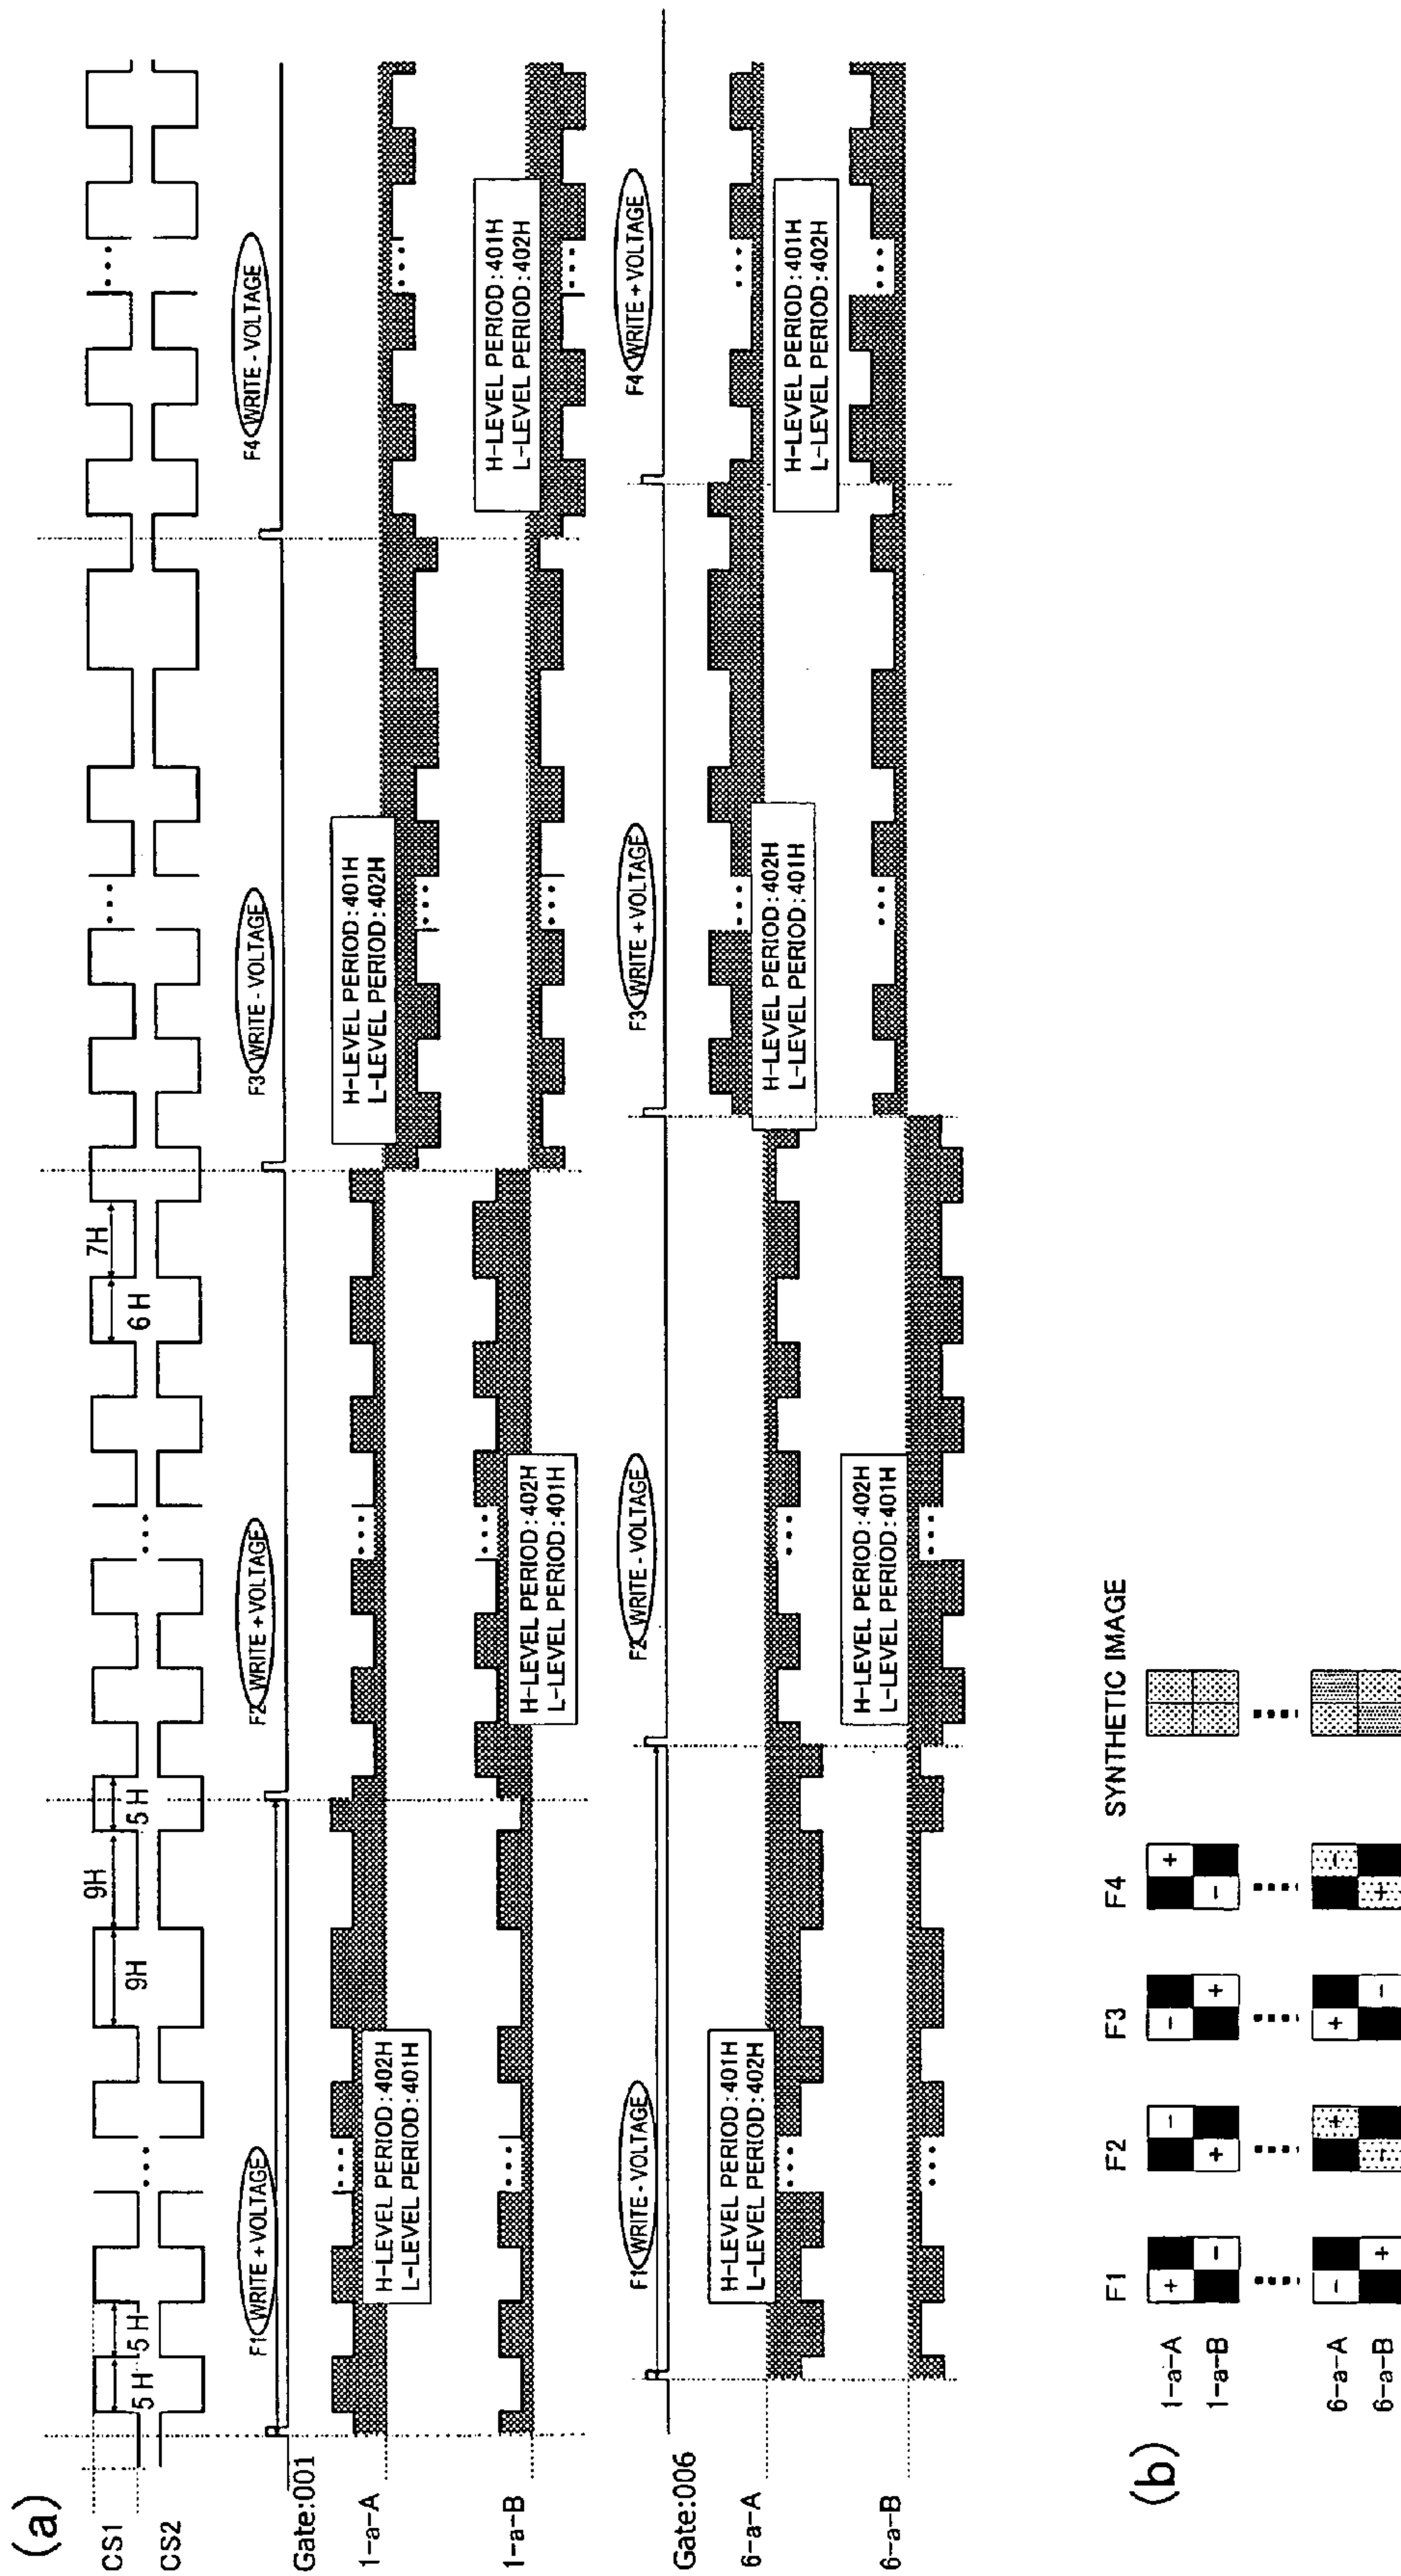 (a)
CS1
CS2
5H
5H
...
9H
9H
5H
...
6H
7H
...
...
Gate:001
F1 WRITE + VOLTAGE
F2 WRITE + VOLTAGE
F3 WRITE - VOLTAGE
F4 WRITE - VOLTAGE
1-a-A
...
H-LEVEL PERIOD:402H
L-LEVEL PERIOD:401H
...
H-LEVEL PERIOD:401H
L-LEVEL PERIOD:402H
...
...
1-a-B
...
...
H-LEVEL PERIOD:402H
L-LEVEL PERIOD:401H
...
H-LEVEL PERIOD:401H
L-LEVEL PERIOD:402H
...
Gate:006
F1 WRITE - VOLTAGE
F2 WRITE - VOLTAGE
F3 WRITE + VOLTAGE
F4 WRITE + VOLTAGE
6-a-A
H-LEVEL PERIOD:401H
L-LEVEL PERIOD:402H
...
...
...
H-LEVEL PERIOD:402H
L-LEVEL PERIOD:401H
...
6-a-B
...
H-LEVEL PERIOD:402H
L-LEVEL PERIOD:401H
...
...
H-LEVEL PERIOD:401H
L-LEVEL PERIOD:402H
...
(b)
F1 F2 F3 F4 SYNTHETIC IMAGE
1-a-A + - - +
1-a-B - + + -
... ... ... ... ...
6-a-A - + + -
6-a-B + - - +